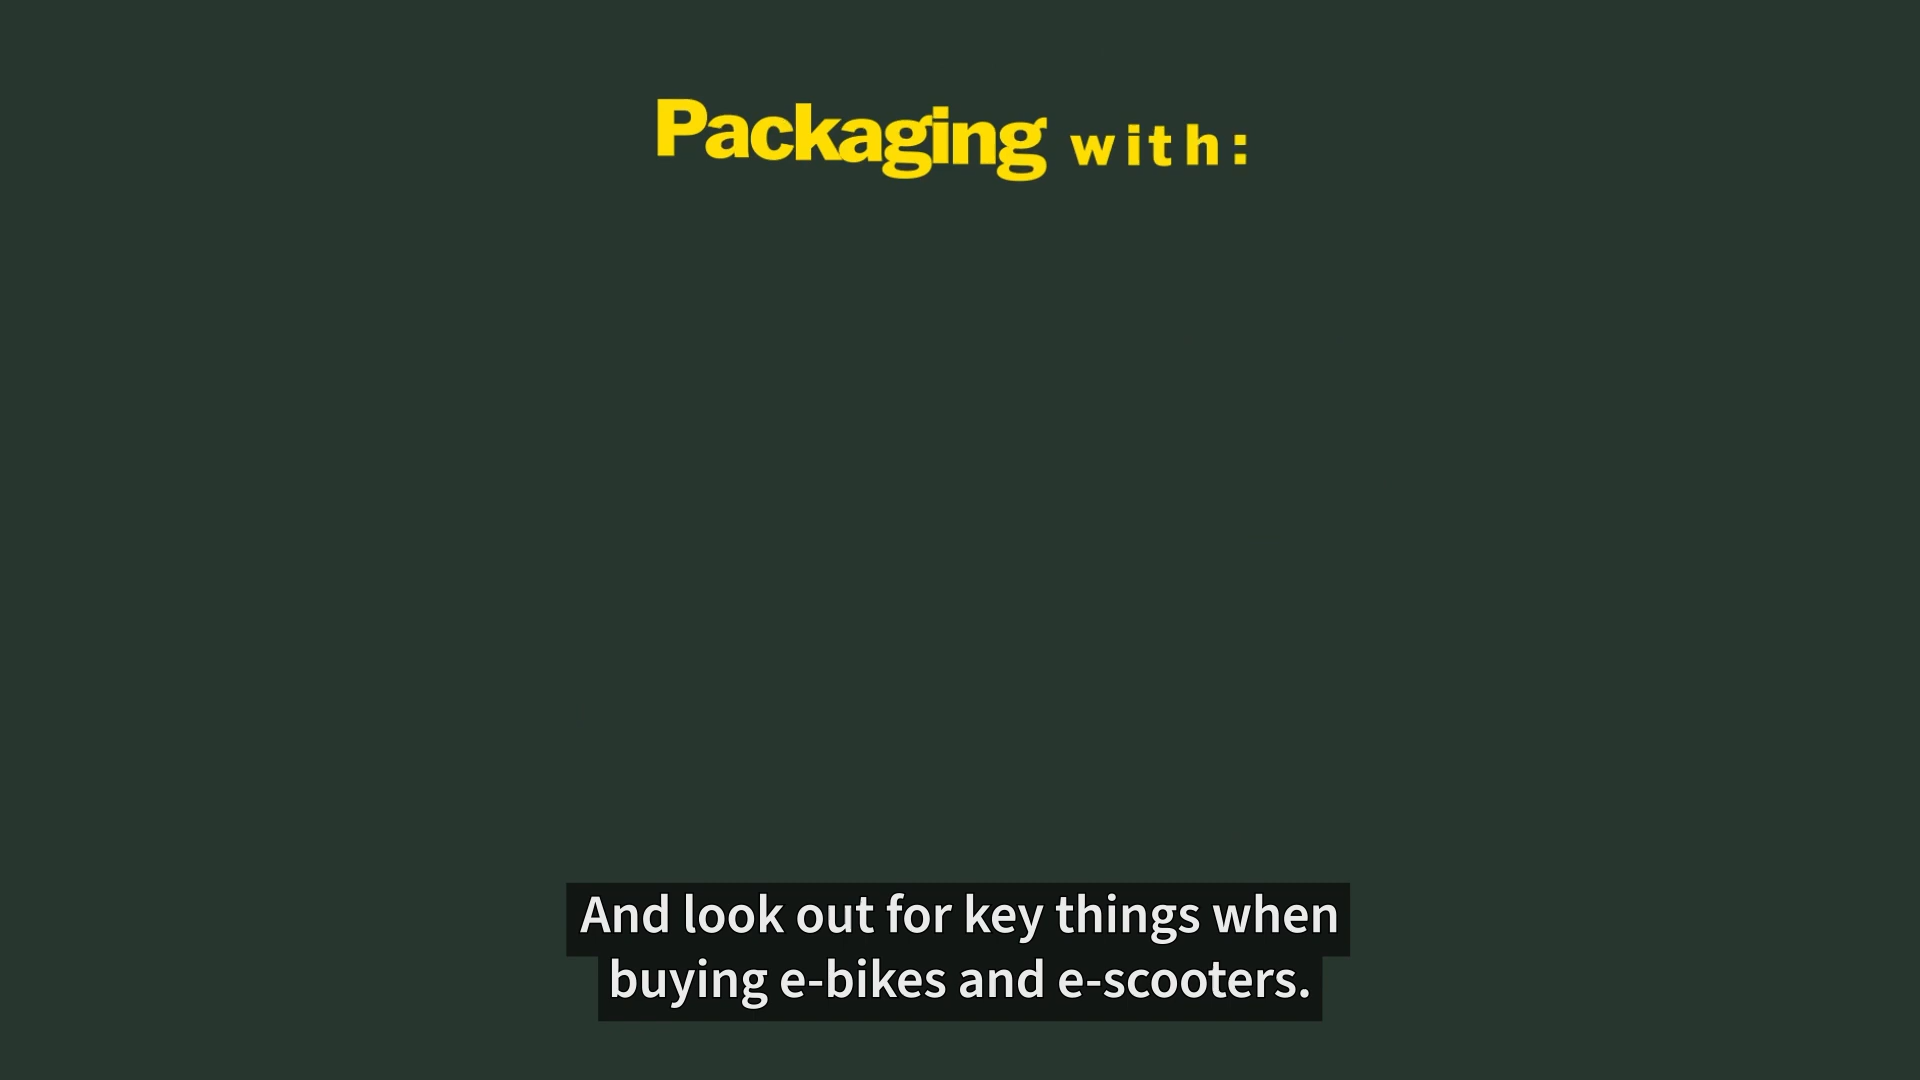 Packaging with:
And look out for key things when
buying e-bikes and e-scooters.